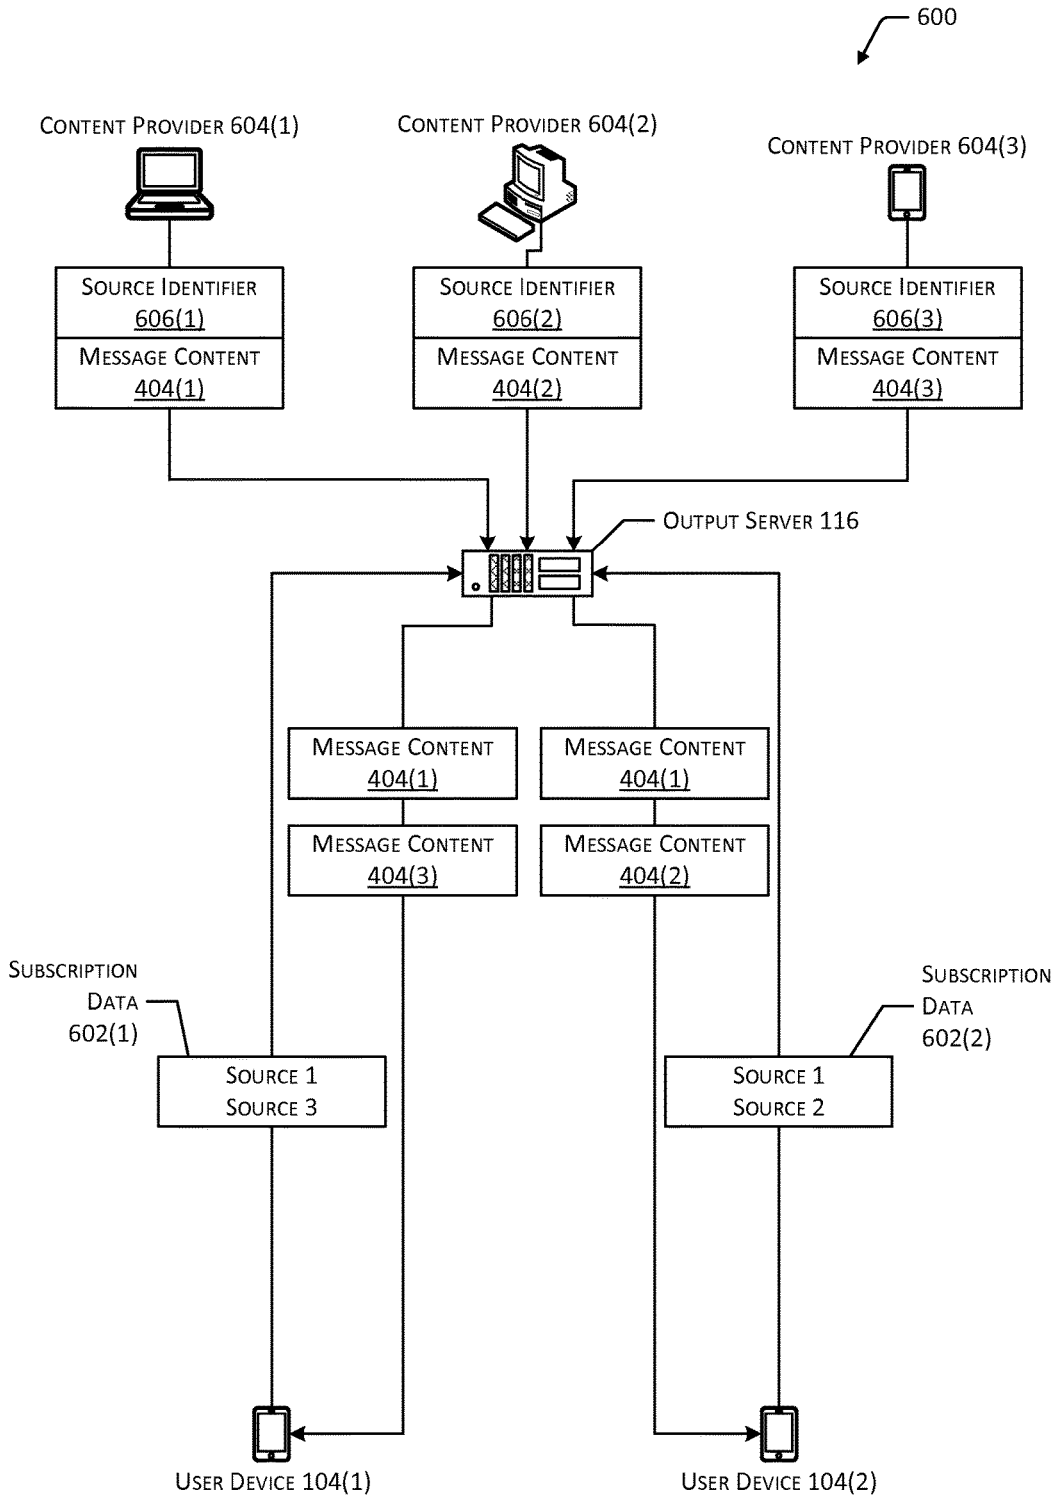 600
Content Provider 604(1)
Content Provider 604(2)
Content Provider 604(3)
Source Identifier
606(1)
Message Content
404(1)
Source Identifier
606(2)
Message Content
404(2)
Source Identifier
606(3)
Message Content
404(3)
Output Server 116
Message Content
404(1)
Message Content
404(3)
Message Content
404(1)
Message Content
404(2)
Subscription
Data
602(1)
Source 1
Source 3
Subscription
Data
602(2)
Source 1
Source 2
User Device 104(1)
User Device 104(2)